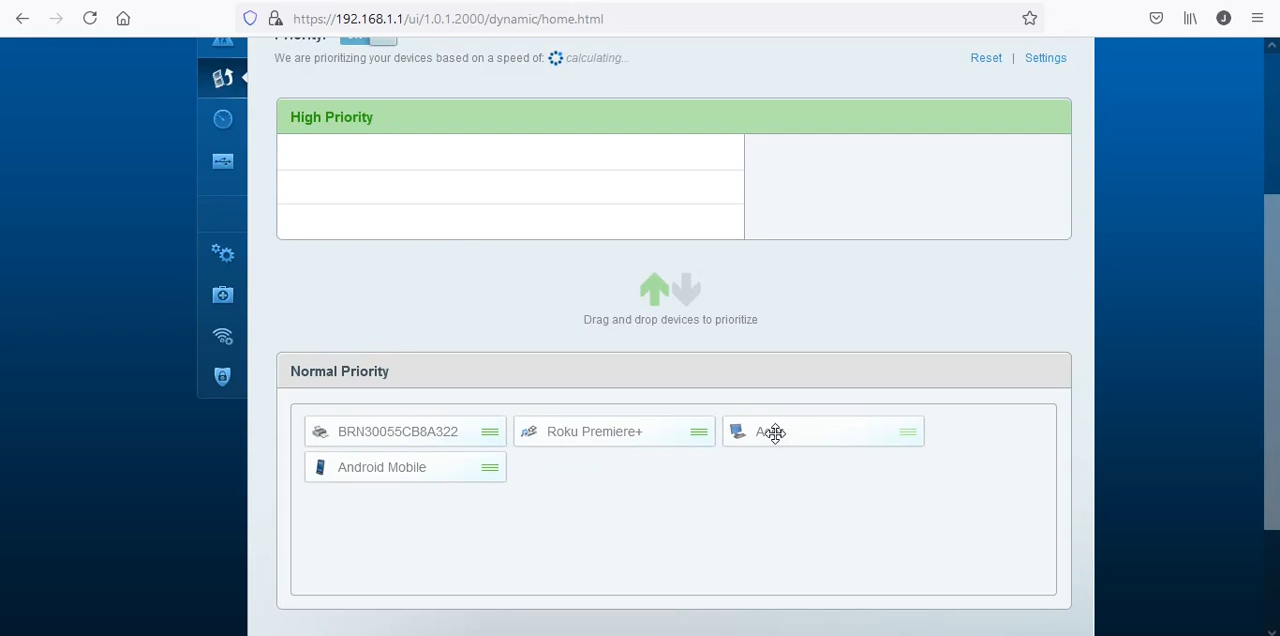 https://192.168.1.1/ui/1.0.1.2000/dynamic/home.html
J
We are prioritizing your devices based on a speed of: calculating...
Reset | Settings
High Priority
Drag and drop devices to prioritize
Normal Priority
BRN30055CB8A322
Roku Premiere+
Android Mobile